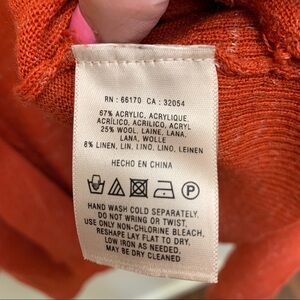 RN : 66170 CA : 32054
67% ACRYLIC, ACRYLIQUE,
ACRÍLICO, ACRILICO, ACRYL
25% WOOL, LAINE, LANA,
LANA, WOLLE
8% LINEN, LIN, LINO, LINO, LEINEN
HECHO EN CHINA
HAND WASH COLD SEPARATELY.
DO NOT WRING OR TWIST.
USE ONLY NON-CHLORINE BLEACH.
RESHAPE LAY FLAT TO DRY.
LOW IRON AS NEEDED.
MAY BE DRY CLEANED